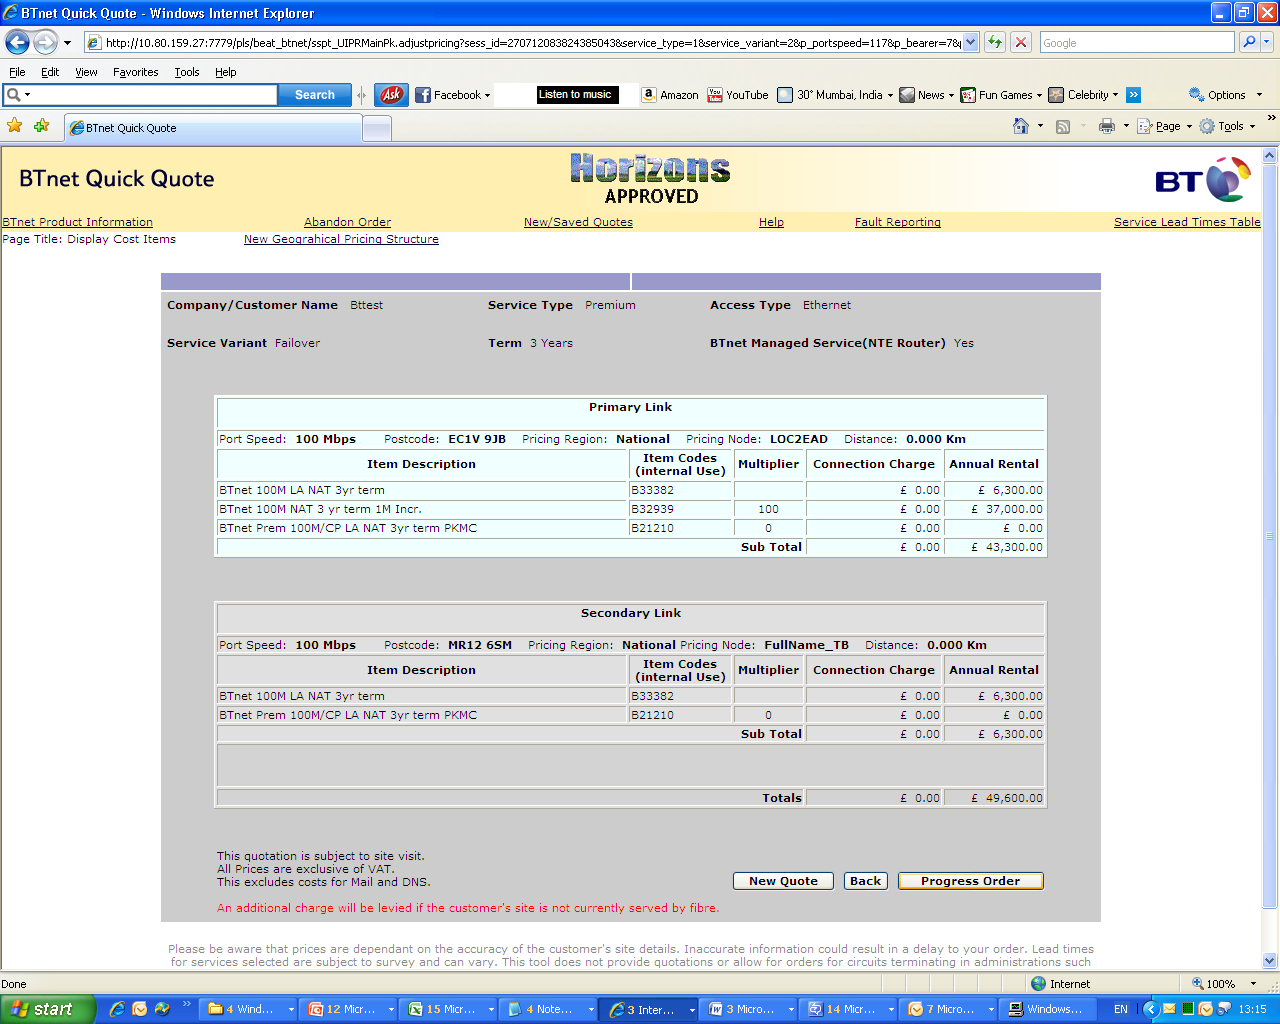 BTnet Quick Quote - Windows Internet Explorer
http://10.80.159.27:7779/pls/beat_btnet/sspt_UIPRMainPk.adjustpricing?sess_id=270712083824385043&service_type=1&service_variant=2&p_portspeed=117&p_bearer=7&
Google
File Edit View Favorites Tools Help
Search Ask Facebook Listen to music Amazon YouTube 30° Mumbai, India News Fun Games Celebrity Options
BTnet Quick Quote Page Tools
BTnet Quick Quote
Horizons
APPROVED
BT
BTnet Product Information Abandon Order New/Saved Quotes Help Fault Reporting Service Lead Times Table
Page Title: Display Cost Items New Geograhical Pricing Structure
Company/Customer Name Bttest Service Type Premium Access Type Ethernet
Service Variant Failover Term 3 Years BTnet Managed Service(NTE Router) Yes
Primary Link
Port Speed: 100 Mbps Postcode: EC1V 9JB Pricing Region: National Pricing Node: LOC2EAD Distance: 0.000 Km
Item Description Item Codes (internal Use) Multiplier Connection Charge Annual Rental
BTnet 100M LA NAT 3yr term B33382 £ 0.00 £ 6,300.00
BTnet 100M NAT 3 yr term 1M Incr. B32939 100 £ 0.00 £ 37,000.00
BTnet Prem 100M/CP LA NAT 3yr term PKMC B21210 0 £ 0.00 £ 0.00
Sub Total £ 0.00 £ 43,300.00
Secondary Link
Port Speed: 100 Mbps Postcode: MR12 6SM Pricing Region: National Pricing Node: FullName_TB Distance: 0.000 Km
Item Description Item Codes (internal Use) Multiplier Connection Charge Annual Rental
BTnet 100M LA NAT 3yr term B33382 £ 0.00 £ 6,300.00
BTnet Prem 100M/CP LA NAT 3yr term PKMC B21210 0 £ 0.00 £ 0.00
Sub Total £ 0.00 £ 6,300.00
Totals £ 0.00 £ 49,600.00
This quotation is subject to site visit.
All Prices are exclusive of VAT.
This excludes costs for Mail and DNS.
New Quote Back Progress Order
An additional charge will be levied if the customer's site is not currently served by fibre.
Please be aware that prices are dependant on the accuracy of the customer's site details. Inaccurate information could result in a delay to your order. Lead times
for services selected are subject to survey and can vary. This tool does not provide quotations or allow for orders for circuits terminating in administrations such
Done Internet 100%
start 4 Wind... 12 Micr... 15 Micr... 4 Note... 3 Inter... 3 Micro... 14 Micr... 7 Micro... Windows... EN 13:15